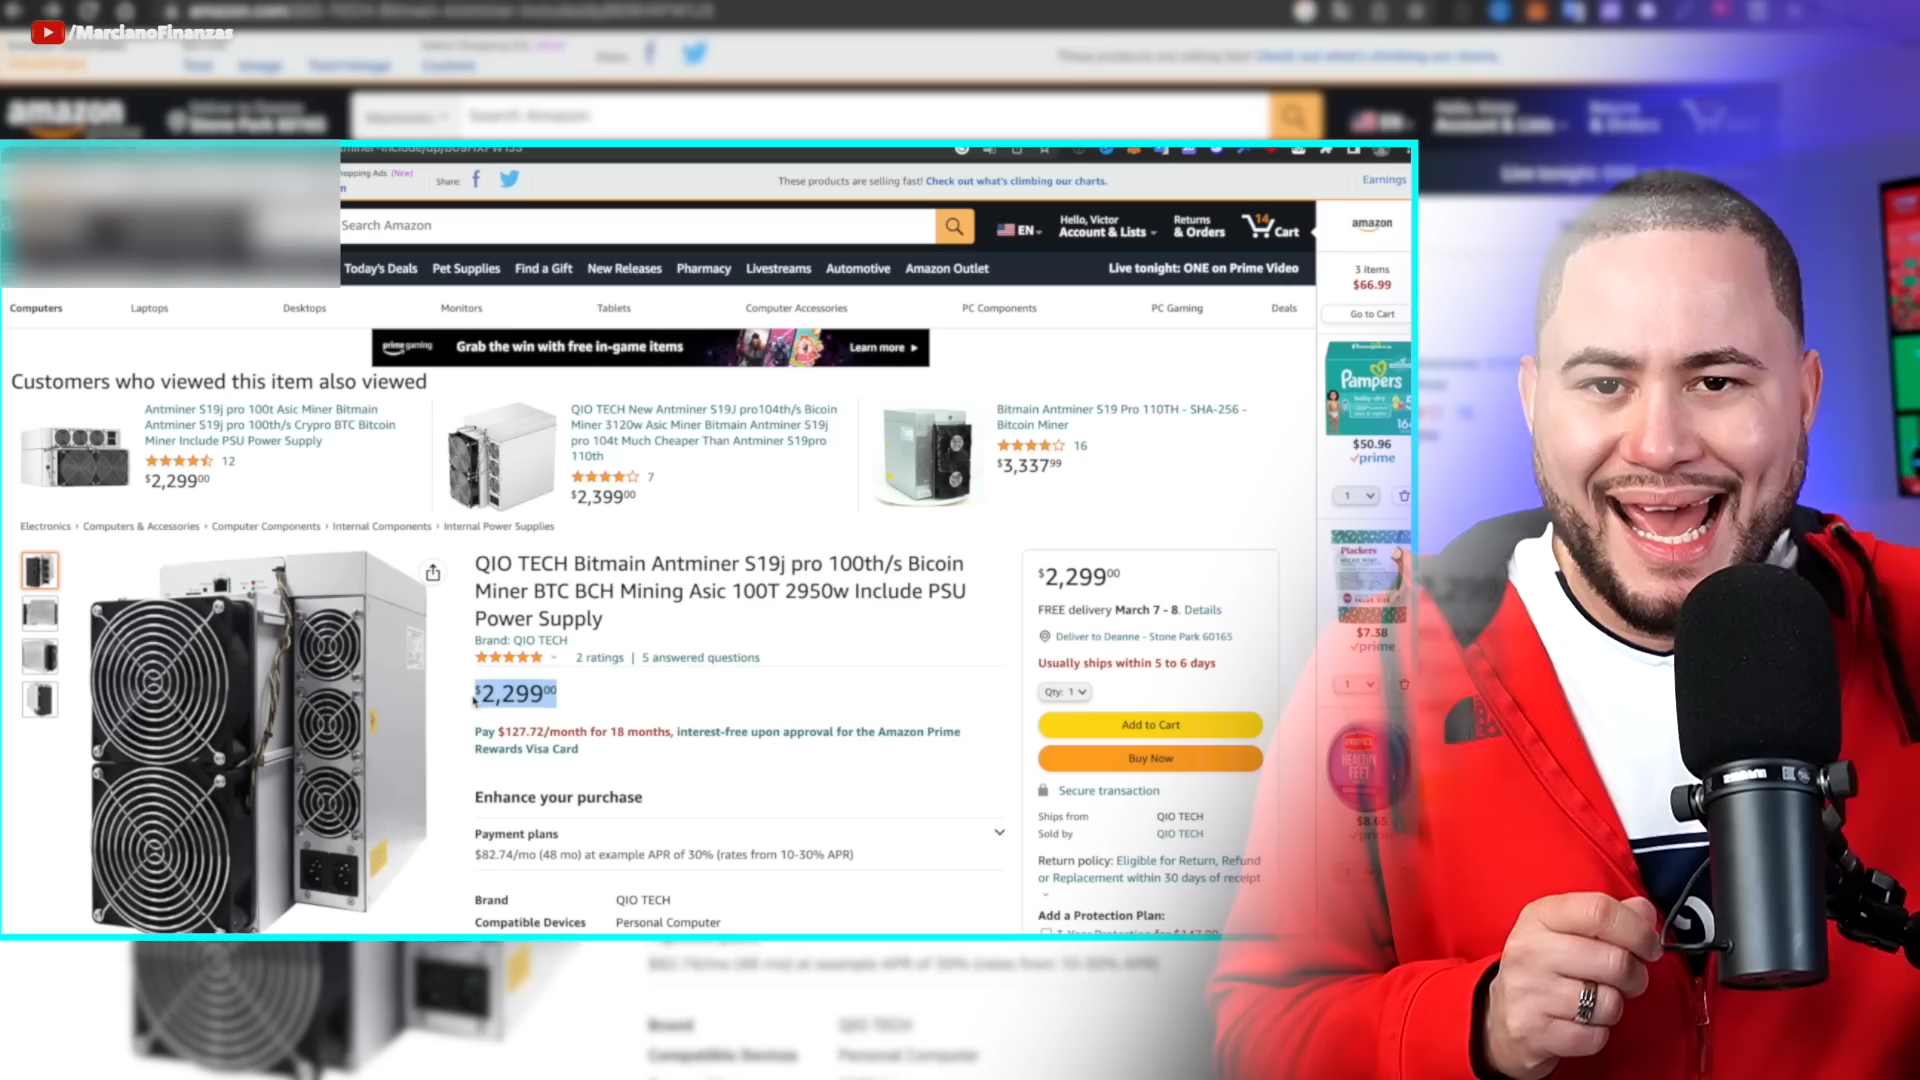 /MarcianoFinanzas
amazon
Search Amazon
hopping Ads (New)
Share:
These products are selling fast! Check out what's climbing our charts.
Earnings
Search Amazon
EN
Hello, Victor
Account & Lists
Returns
& Orders
14
Cart
amazon
Today's Deals
Pet Supplies
Find a Gift
New Releases
Pharmacy
Livestreams
Automotive
Amazon Outlet
Live tonight: ONE on Prime Video
3 items
$66.99
Go to Cart
Computers
Laptops
Desktops
Monitors
Tablets
Computer Accessories
PC Components
PC Gaming
Deals
prime gaming
Grab the win with free in-game items
Learn more
Customers who viewed this item also viewed
Antminer S19j pro 100t Asic Miner Bitmain
Antminer S19j pro 100th/s Crypro BTC Bitcoin
Miner Include PSU Power Supply
12
$2,29900
QIO TECH New Antminer S19J pro104th/s Bicoin
Miner 3120w Asic Miner Bitmain Antminer S19j
pro 104t Much Cheaper Than Antminer S19pro
110th
7
$2,39900
Bitmain Antminer S19 Pro 110TH - SHA-256 -
Bitcoin Miner
16
$3,33799
Pampers
baby-dry
$50.96
prime
1
Electronics › Computers & Accessories › Computer Components › Internal Components › Internal Power Supplies
QIO TECH Bitmain Antminer S19j pro 100th/s Bicoin
Miner BTC BCH Mining Asic 100T 2950w Include PSU
Power Supply
Brand: QIO TECH
2 ratings | 5 answered questions
$2,29900
Pay $127.72/month for 18 months, interest-free upon approval for the Amazon Prime
Rewards Visa Card
Enhance your purchase
Payment plans
$82.74/mo (48 mo) at example APR of 30% (rates from 10-30% APR)
Brand
QIO TECH
Compatible Devices
Personal Computer
$2,29900
FREE delivery March 7 - 8. Details
Deliver to Deanne - Stone Park 60165
Usually ships within 5 to 6 days
Qty: 1
Add to Cart
Buy Now
Secure transaction
Ships from
QIO TECH
Sold by
QIO TECH
Return policy: Eligible for Return, Refund
or Replacement within 30 days of receipt
Add a Protection Plan:
Plackers
$7.38
prime
1
$8.65